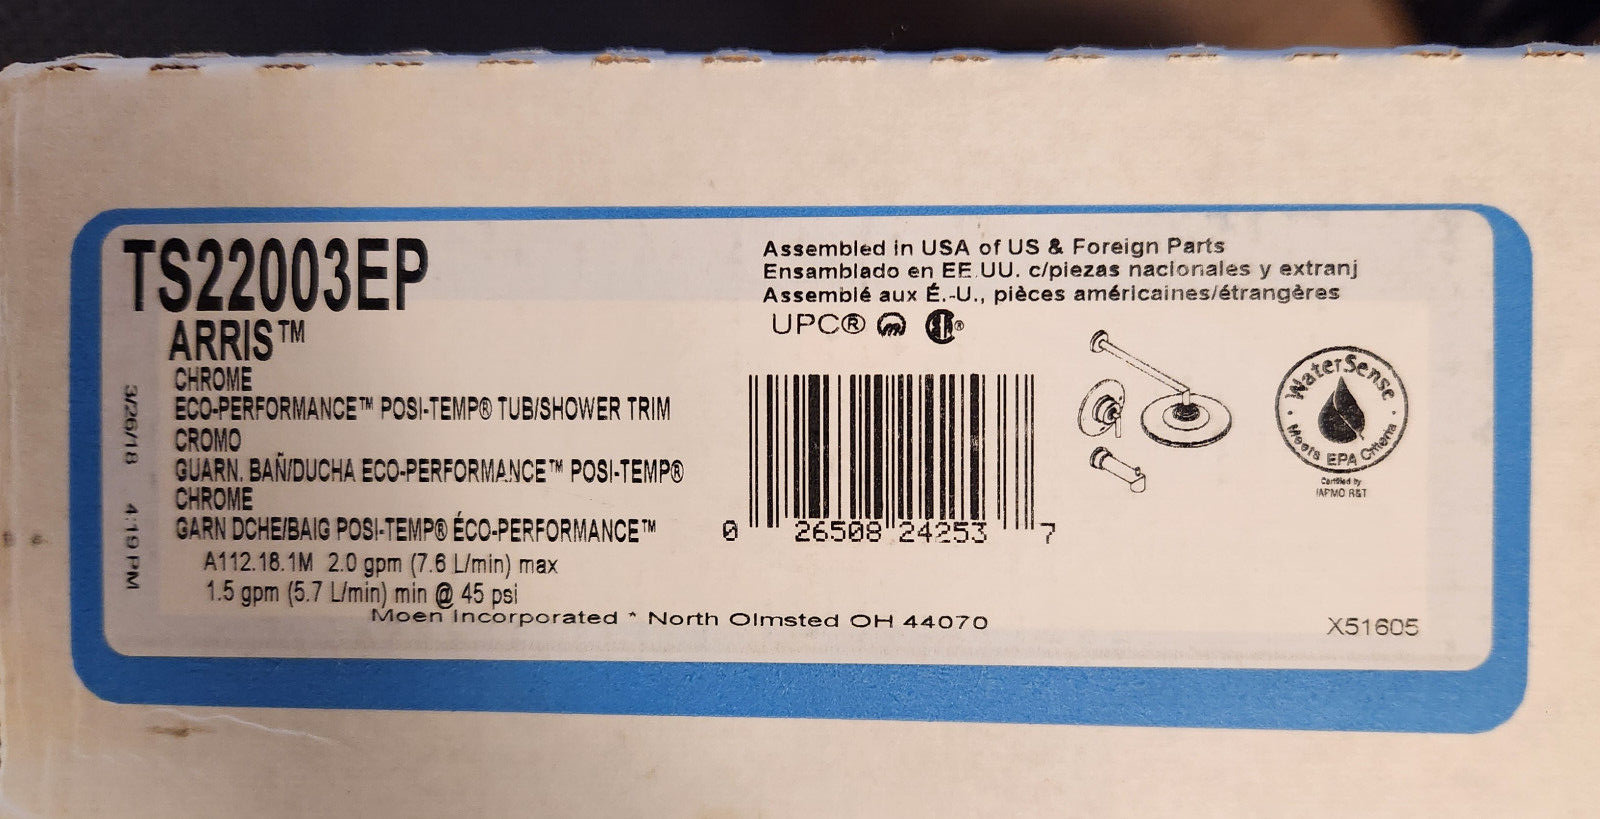 TS22003EP
ARRIS™
CHROME
ECO-PERFORMANCE™ POSI-TEMP® TUB/SHOWER TRIM
CROMO
GUARN. BAÑ/DUCHA ECO-PERFORMANCE™ POSI-TEMP®
CHROME
GARN DCHE/BAIG POSI-TEMP® ÉCO-PERFORMANCE™
A112.18.1M 2.0 gpm (7.6 L/min) max
1.5 gpm (5.7 L/min) min @ 45 psi
Moen Incorporated * North Olmsted OH 44070
3/26/18 4:19 PM
Assembled in USA of US & Foreign Parts
Ensamblado en EE.UU. c/piezas nacionales y extranj
Assemblé aux É.-U., pièces américaines/étrangères
UPC®
0 26508 24253 7
WaterSense
Meets EPA Criteria
Certified by
IAPMO R&T
X51605